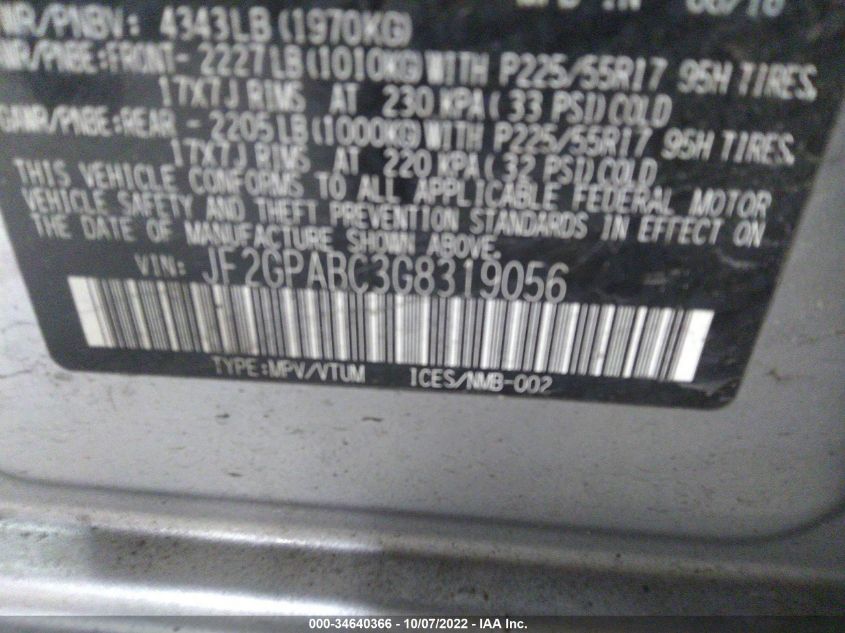 VWR/PNBV: 4343LB (1970KG)
WR/PNBE:FRONT- 2227LB(1010KG)WITH P225/55R17 95H TIRES
17X7J RIMS AT 230 KPA( 33 PSI)COLD
GAWR/PNBE:REAR - 2205LB(1000KG)WITH P225/55R17 95H TIRES
17X7J RIMS AT 220 KPA( 32 PSI)COLD
THIS VEHICLE CONFORMS TO ALL APPLICABLE FEDERAL MOTOR
VEHICLE SAFETY AND THEFT PREVENTION STANDARDS IN EFFECT ON
THE DATE OF MANUFACTURE SHOWN ABOVE.
VIN: JF2GPABC3G8319056
TYPE:MPV/VTUM ICES/NMB-002
000-34640366 - 10/07/2022 - IAA Inc.